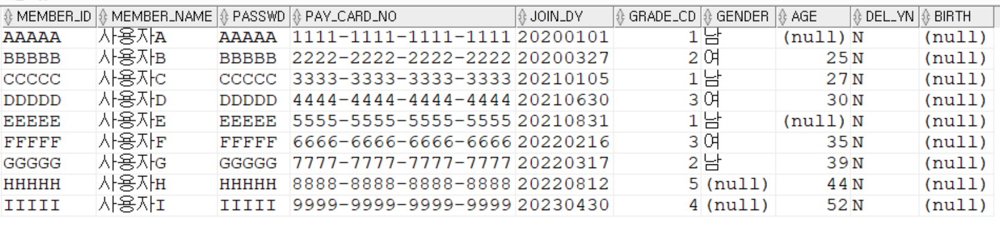 MEMBER_ID MEMBER_NAME PASSWD PAY_CARD_NO JOIN_DY GRADE_CD GENDER AGE DEL_YN BIRTH
AAAAA 사용자A AAAAA 1111-1111-1111-1111 20200101 1 남 (null) N (null)
BBBBB 사용자B BBBBB 2222-2222-2222-2222 20200327 2 여 25 N (null)
CCCCC 사용자C CCCCC 3333-3333-3333-3333 20210105 1 남 27 N (null)
DDDDD 사용자D DDDDD 4444-4444-4444-4444 20210630 3 여 30 N (null)
EEEEE 사용자E EEEEE 5555-5555-5555-5555 20210831 1 남 (null) N (null)
FFFFF 사용자F FFFFF 6666-6666-6666-6666 20220216 3 여 35 N (null)
GGGGG 사용자G GGGGG 7777-7777-7777-7777 20220317 2 남 39 N (null)
HHHHH 사용자H HHHHH 8888-8888-8888-8888 20220812 5 (null) 44 N (null)
IIIII 사용자I IIIII 9999-9999-9999-9999 20230430 4 (null) 52 N (null)